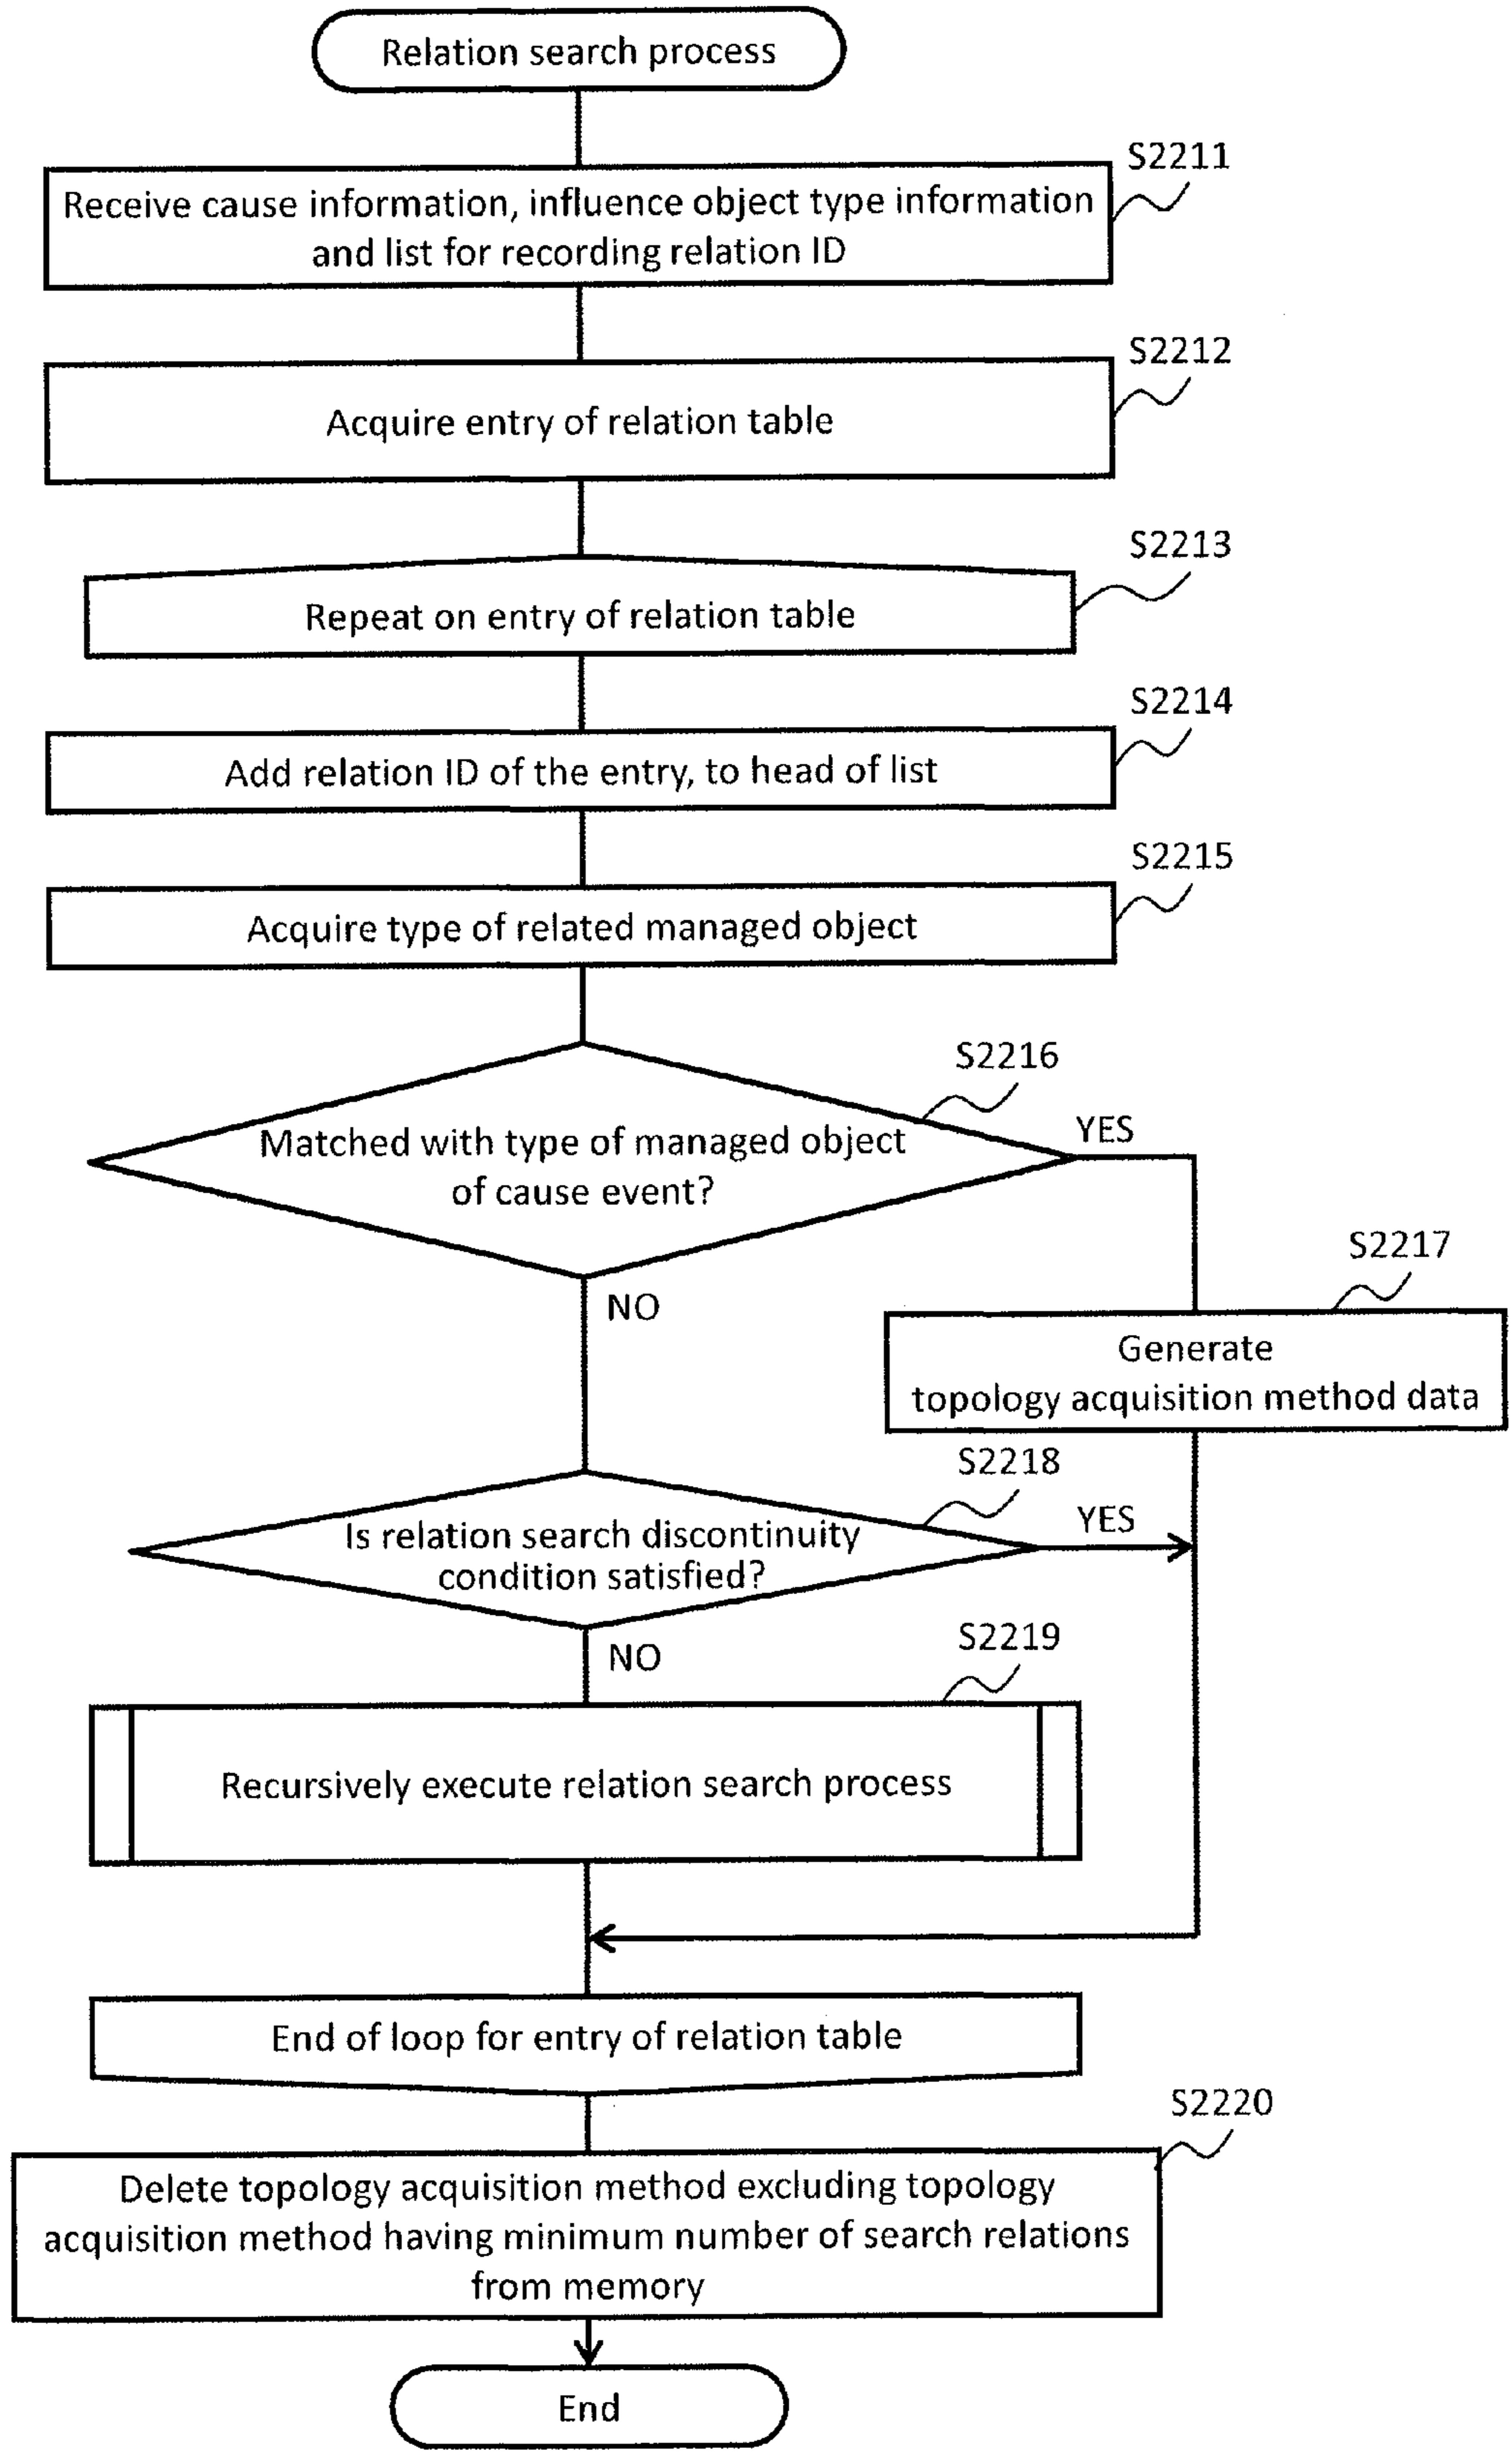 Relation search process
S2211
Receive cause information, influence object type information
and list for recording relation ID
S2212
Acquire entry of relation table
S2213
Repeat on entry of relation table
S2214
Add relation ID of the entry, to head of list
S2215
Acquire type of related managed object
S2216
Matched with type of managed object
of cause event?
YES
NO
S2217
Generate
topology acquisition method data
S2218
Is relation search discontinuity
condition satisfied?
YES
NO
S2219
Recursively execute relation search process
End of loop for entry of relation table
S2220
Delete topology acquisition method excluding topology
acquisition method having minimum number of search relations
from memory
End